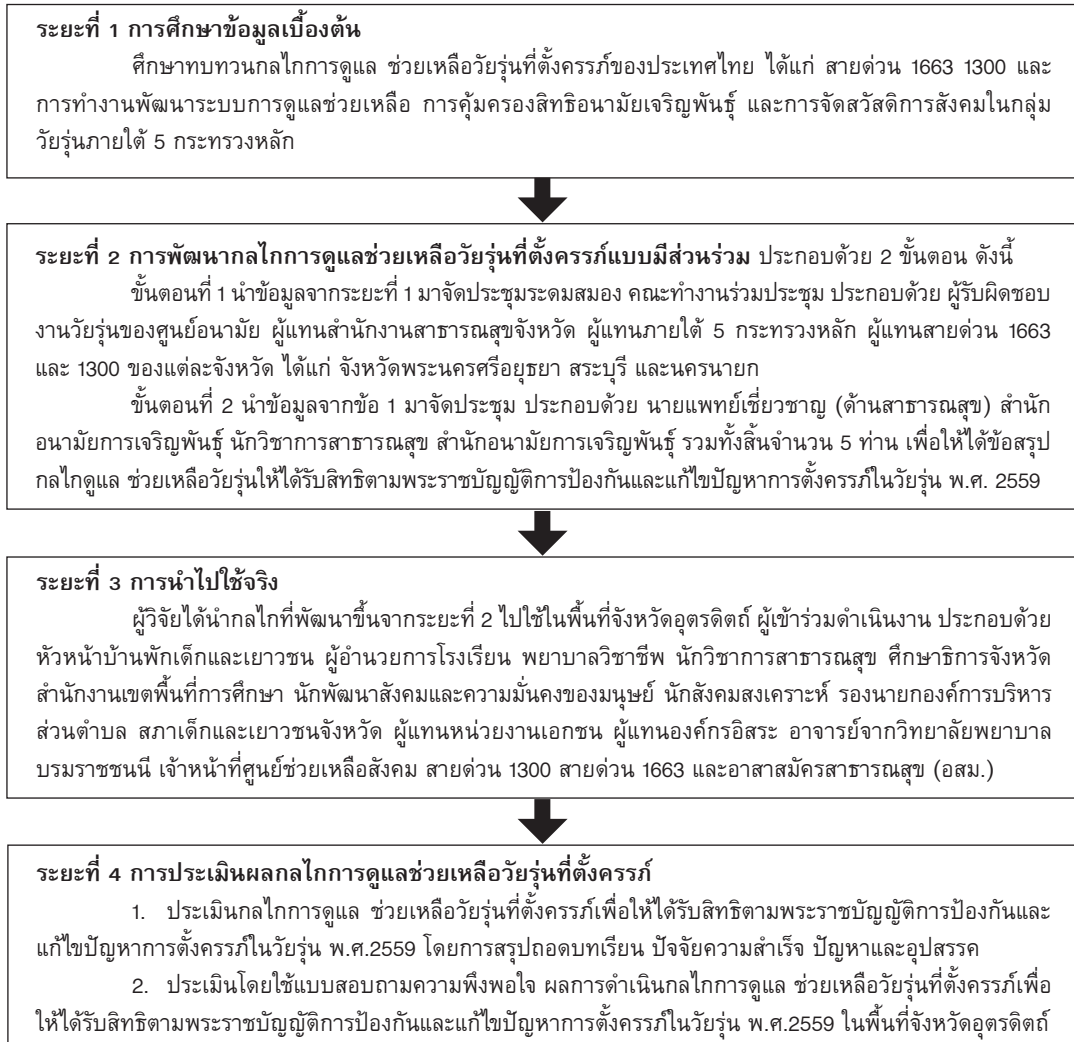 ระยะที่ 1 การศึกษาข้อมูลเบื้องต้น
ศึกษาทบทวนกลไกการดูแล ช่วยเหลือวัยรุ่นที่ตั้งครรภ์ของประเทศไทย ได้แก่ สายด่วน 1663 1300 และ
การทำงานพัฒนาระบบการดูแลช่วยเหลือ การคุ้มครองสิทธิอนามัยเจริญพันธุ์ และการจัดสวัสดิการสังคมในกลุ่ม
วัยรุ่นภายใต้ 5 กระทรวงหลัก
ระยะที่ 2 การพัฒนากลไกการดูแลช่วยเหลือวัยรุ่นที่ตั้งครรภ์แบบมีส่วนร่วม ประกอบด้วย 2 ขั้นตอน ดังนี้
ขั้นตอนที่ 1 นำข้อมูลจากระยะที่ 1 มาจัดประชุมระดมสมอง คณะทำงานร่วมประชุม ประกอบด้วย ผู้รับผิดชอบ
งานวัยรุ่นของศูนย์อนามัย ผู้แทนสำนักงานสาธารณสุขจังหวัด ผู้แทนภายใต้ 5 กระทรวงหลัก ผู้แทนสายด่วน 1663
และ 1300 ของแต่ละจังหวัด ได้แก่ จังหวัดพระนครศรีอยุธยา สระบุรี และนครนายก
ขั้นตอนที่ 2 นำข้อมูลจากข้อ 1 มาจัดประชุม ประกอบด้วย นายแพทย์เชี่ยวชาญ (ด้านสาธารณสุข) สำนัก
อนามัยการเจริญพันธุ์ นักวิชาการสาธารณสุข สำนักอนามัยการเจริญพันธุ์ รวมทั้งสิ้นจำนวน 5 ท่าน เพื่อให้ได้ข้อสรุป
กลไกดูแล ช่วยเหลือวัยรุ่นให้ได้รับสิทธิตามพระราชบัญญัติการป้องกันและแก้ไขปัญหาการตั้งครรภ์ในวัยรุ่น พ.ศ. 2559
ระยะที่ 3 การนำไปใช้จริง
ผู้วิจัยได้นำกลไกที่พัฒนาขึ้นจากระยะที่ 2 ไปใช้ในพื้นที่จังหวัดอุตรดิตถ์ ผู้เข้าร่วมดำเนินงาน ประกอบด้วย
หัวหน้าบ้านพักเด็กและเยาวชน ผู้อำนวยการโรงเรียน พยาบาลวิชาชีพ นักวิชาการสาธารณสุข ศึกษาธิการจังหวัด
สำนักงานเขตพื้นที่การศึกษา นักพัฒนาสังคมและความมั่นคงของมนุษย์ นักสังคมสงเคราะห์ รองนายกองค์การบริหาร
ส่วนตำบล สภาเด็กและเยาวชนจังหวัด ผู้แทนหน่วยงานเอกชน ผู้แทนองค์กรอิสระ อาจารย์จากวิทยาลัยพยาบาล
บรมราชชนนี เจ้าหน้าที่ศูนย์ช่วยเหลือสังคม สายด่วน 1300 สายด่วน 1663 และอาสาสมัครสาธารณสุข (อสม.)
ระยะที่ 4 การประเมินผลกลไกการดูแลช่วยเหลือวัยรุ่นที่ตั้งครรภ์
1. ประเมินกลไกการดูแล ช่วยเหลือวัยรุ่นที่ตั้งครรภ์เพื่อให้ได้รับสิทธิตามพระราชบัญญัติการป้องกันและ
แก้ไขปัญหาการตั้งครรภ์ในวัยรุ่น พ.ศ.2559 โดยการสรุปถอดบทเรียน ปัจจัยความสำเร็จ ปัญหาและอุปสรรค
2. ประเมินโดยใช้แบบสอบถามความพึงพอใจ ผลการดำเนินกลไกการดูแล ช่วยเหลือวัยรุ่นที่ตั้งครรภ์เพื่อ
ให้ได้รับสิทธิตามพระราชบัญญัติการป้องกันและแก้ไขปัญหาการตั้งครรภ์ในวัยรุ่น พ.ศ.2559 ในพื้นที่จังหวัดอุตรดิตถ์